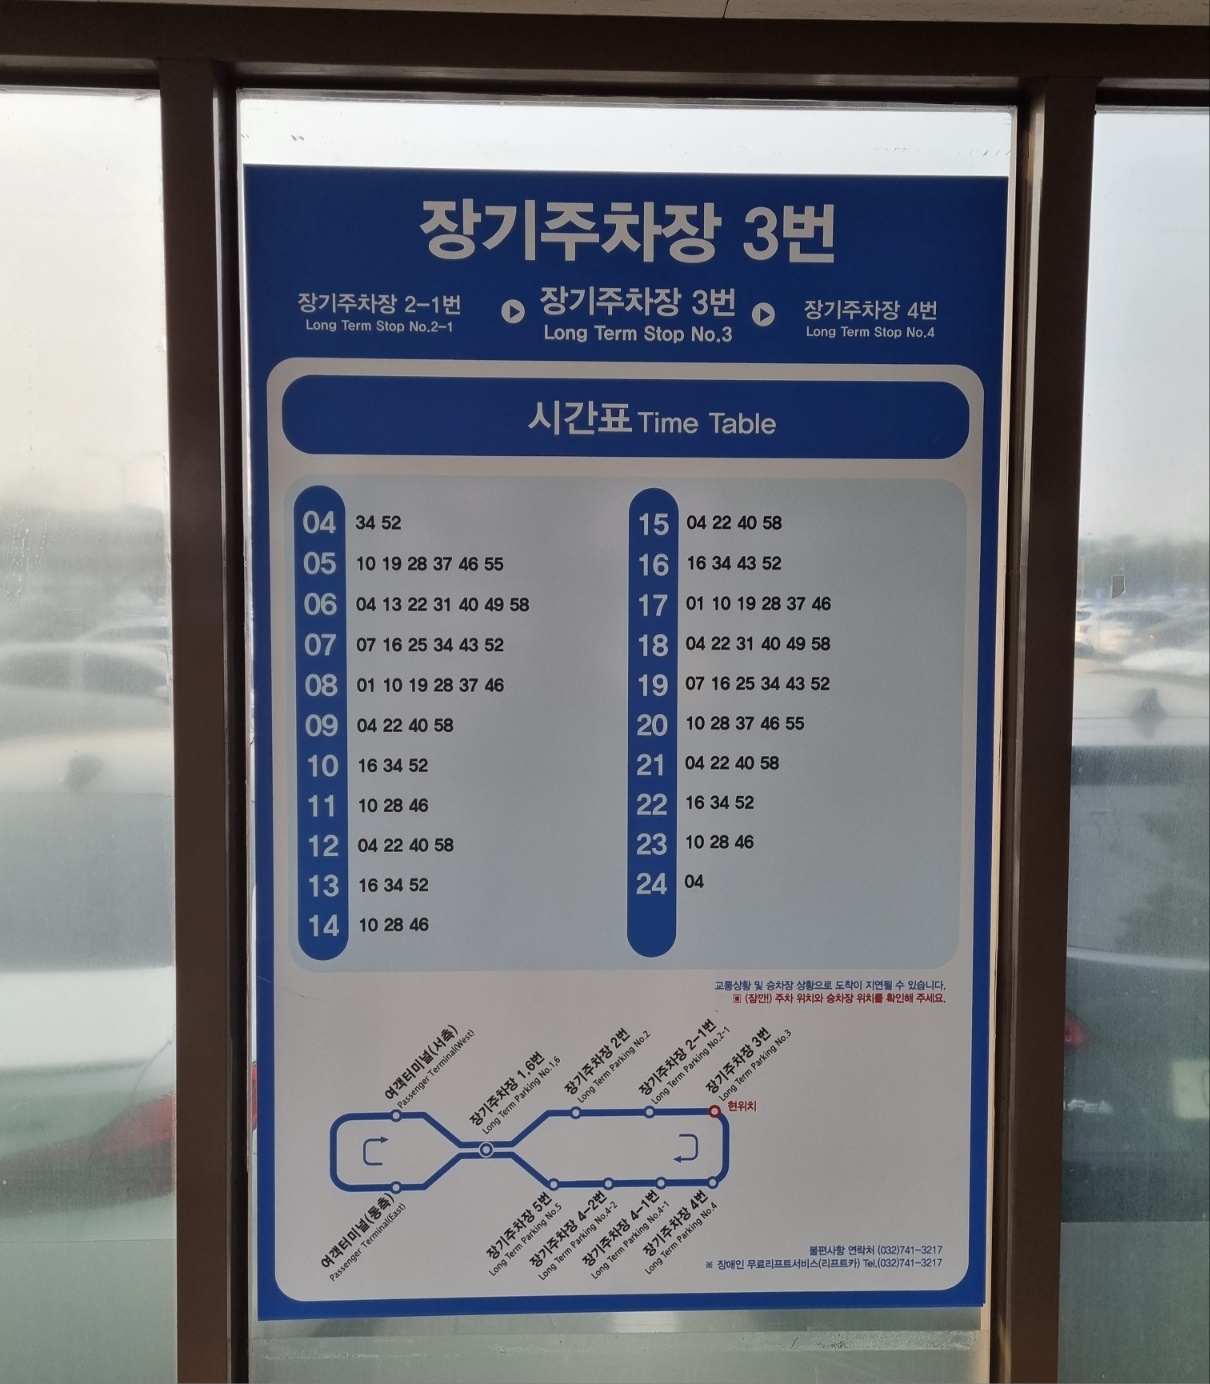 장기주차장 3번
장기주차장 2-1번
Long Term Stop No.2-1
장기주차장 3번
Long Term Stop No.3
장기주차장 4번
Long Term Stop No.4
시간표 Time Table
04 34 52
05 10 19 28 37 46 55
06 04 13 22 31 40 49 58
07 07 16 25 34 43 52
08 01 10 19 28 37 46
09 04 22 40 58
10 16 34 52
11 10 28 46
12 04 22 40 58
13 16 34 52
14 10 28 46
15 04 22 40 58
16 16 34 43 52
17 01 10 19 28 37 46
18 04 22 31 40 49 58
19 07 16 25 34 43 52
20 10 28 37 46 55
21 04 22 40 58
22 16 34 52
23 10 28 46
24 04
교통상황 및 승차장 상황으로 도착이 지연될 수 있습니다.
▣ (잠깐!) 주차 위치와 승차장 위치를 확인해 주세요.
여객터미널(서측)
Passenger Terminal(West)
장기주차장 1,6번
Long Term Parking No.1,6
장기주차장 2번
Long Term Parking No.2
장기주차장 2-1번
Long Term Parking No.2-1
장기주차장 3번
Long Term Parking No.3
현위치
여객터미널(동측)
Passenger Terminal(East)
장기주차장 5번
Long Term Parking No.5
장기주차장 4-2번
Long Term Parking No.4-2
장기주차장 4-1번
Long Term Parking No.4-1
장기주차장 4번
Long Term Parking No.4
불편사항 연락처 (032)741-3217
※ 장애인 무료리프트서비스(리프트카) Tel.(032)741-3217